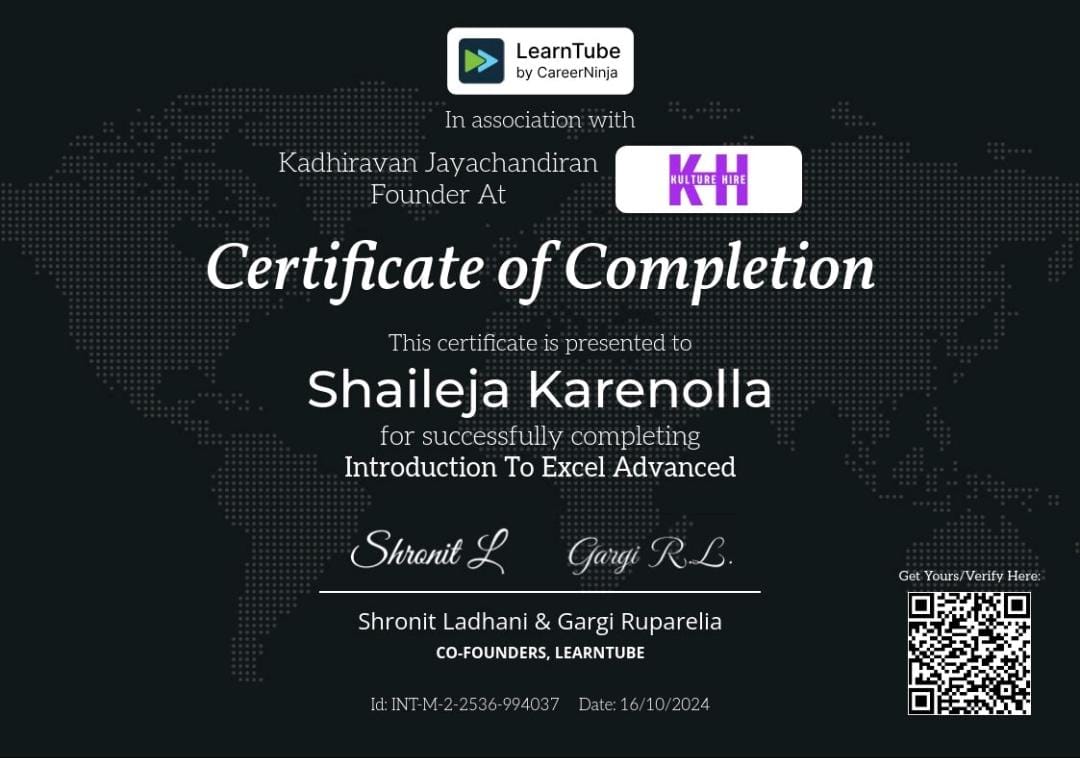 LearnTube
by CareerNinja
In association with
Kadhiravan Jayachandiran
Founder At
KH
KULTURE HIRE
Certificate of Completion
This certificate is presented to
Shaileja Karenolla
for successfully completing
Introduction To Excel Advanced
Shronit L
Gargi R.L.
Shronit Ladhani & Gargi Ruparelia
CO-FOUNDERS, LEARNTUBE
Get Yours/Verify Here:
Id: INT-M-2-2536-994037 Date: 16/10/2024